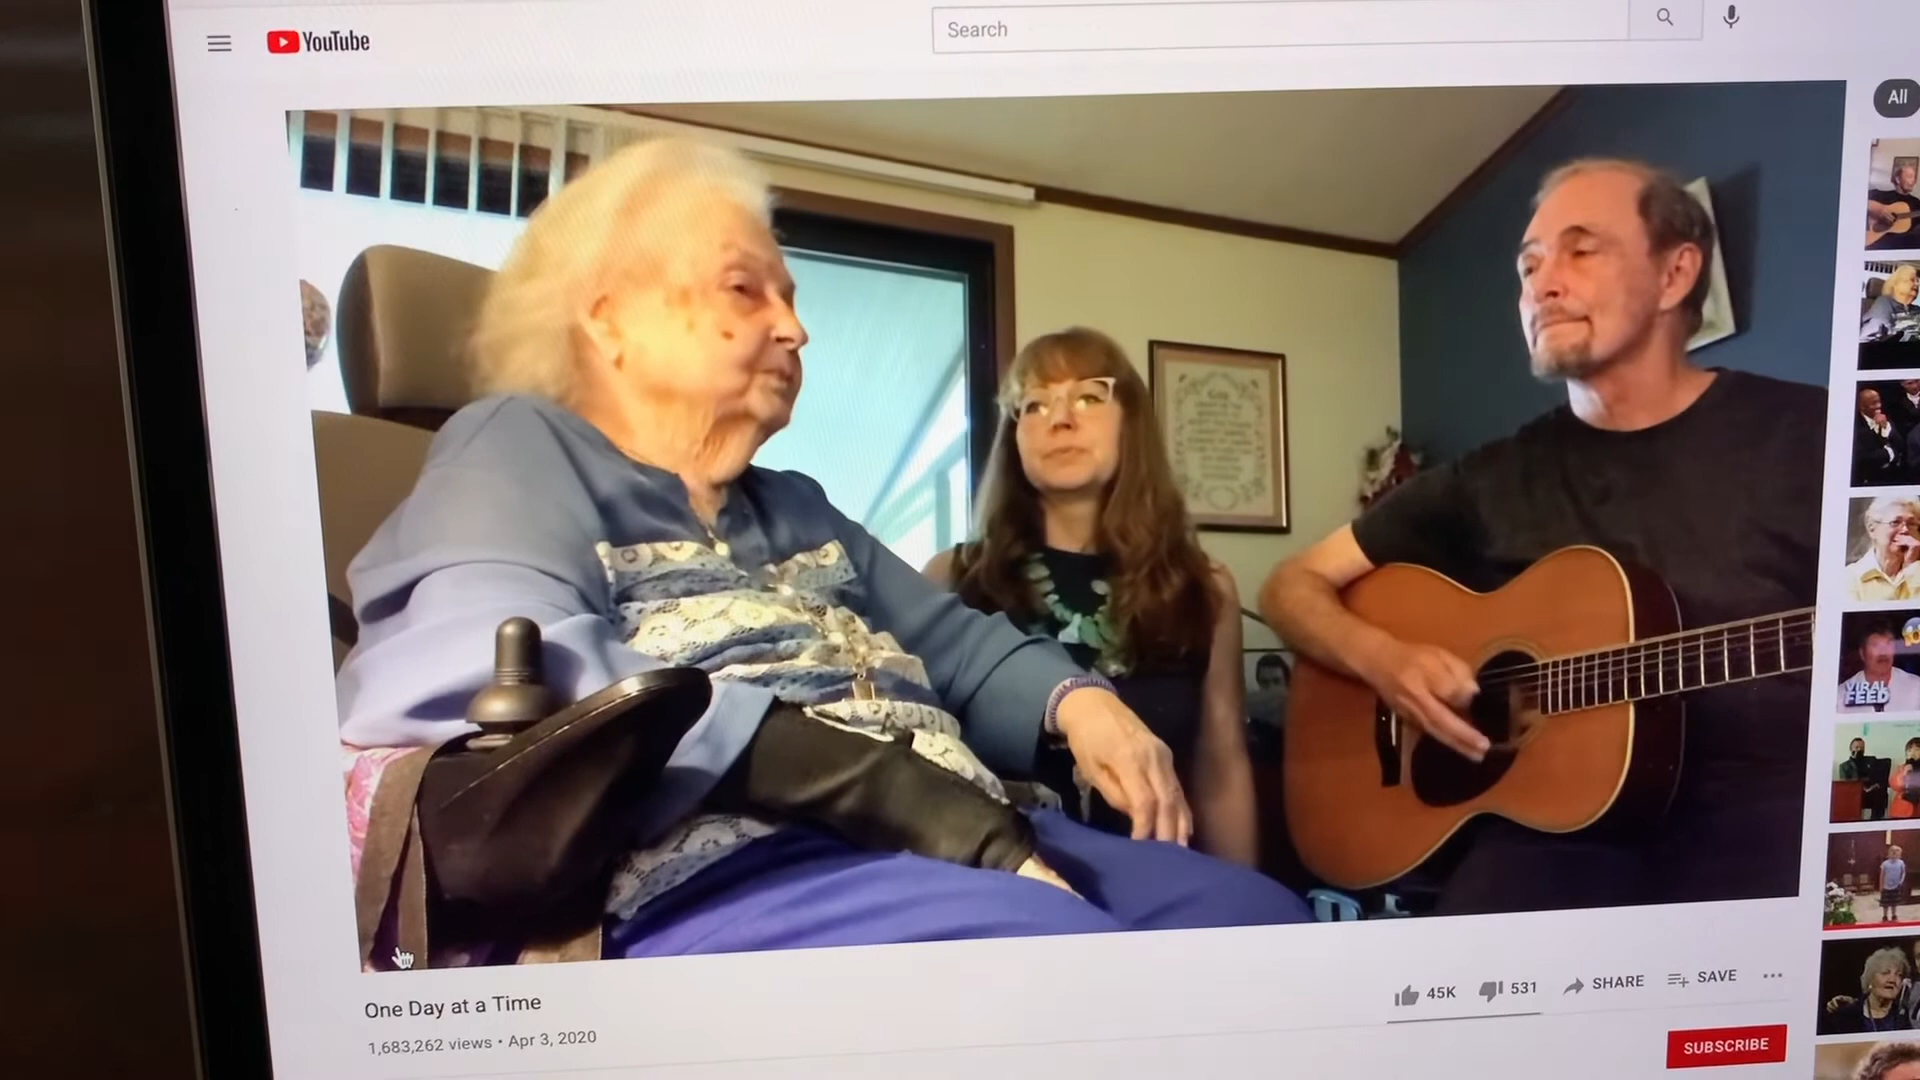 YouTube
Search
All
VIRAL
FEED
One Day at a Time
45K
531
SHARE
SAVE
1,683,262 views • Apr 3, 2020
SUBSCRIBE